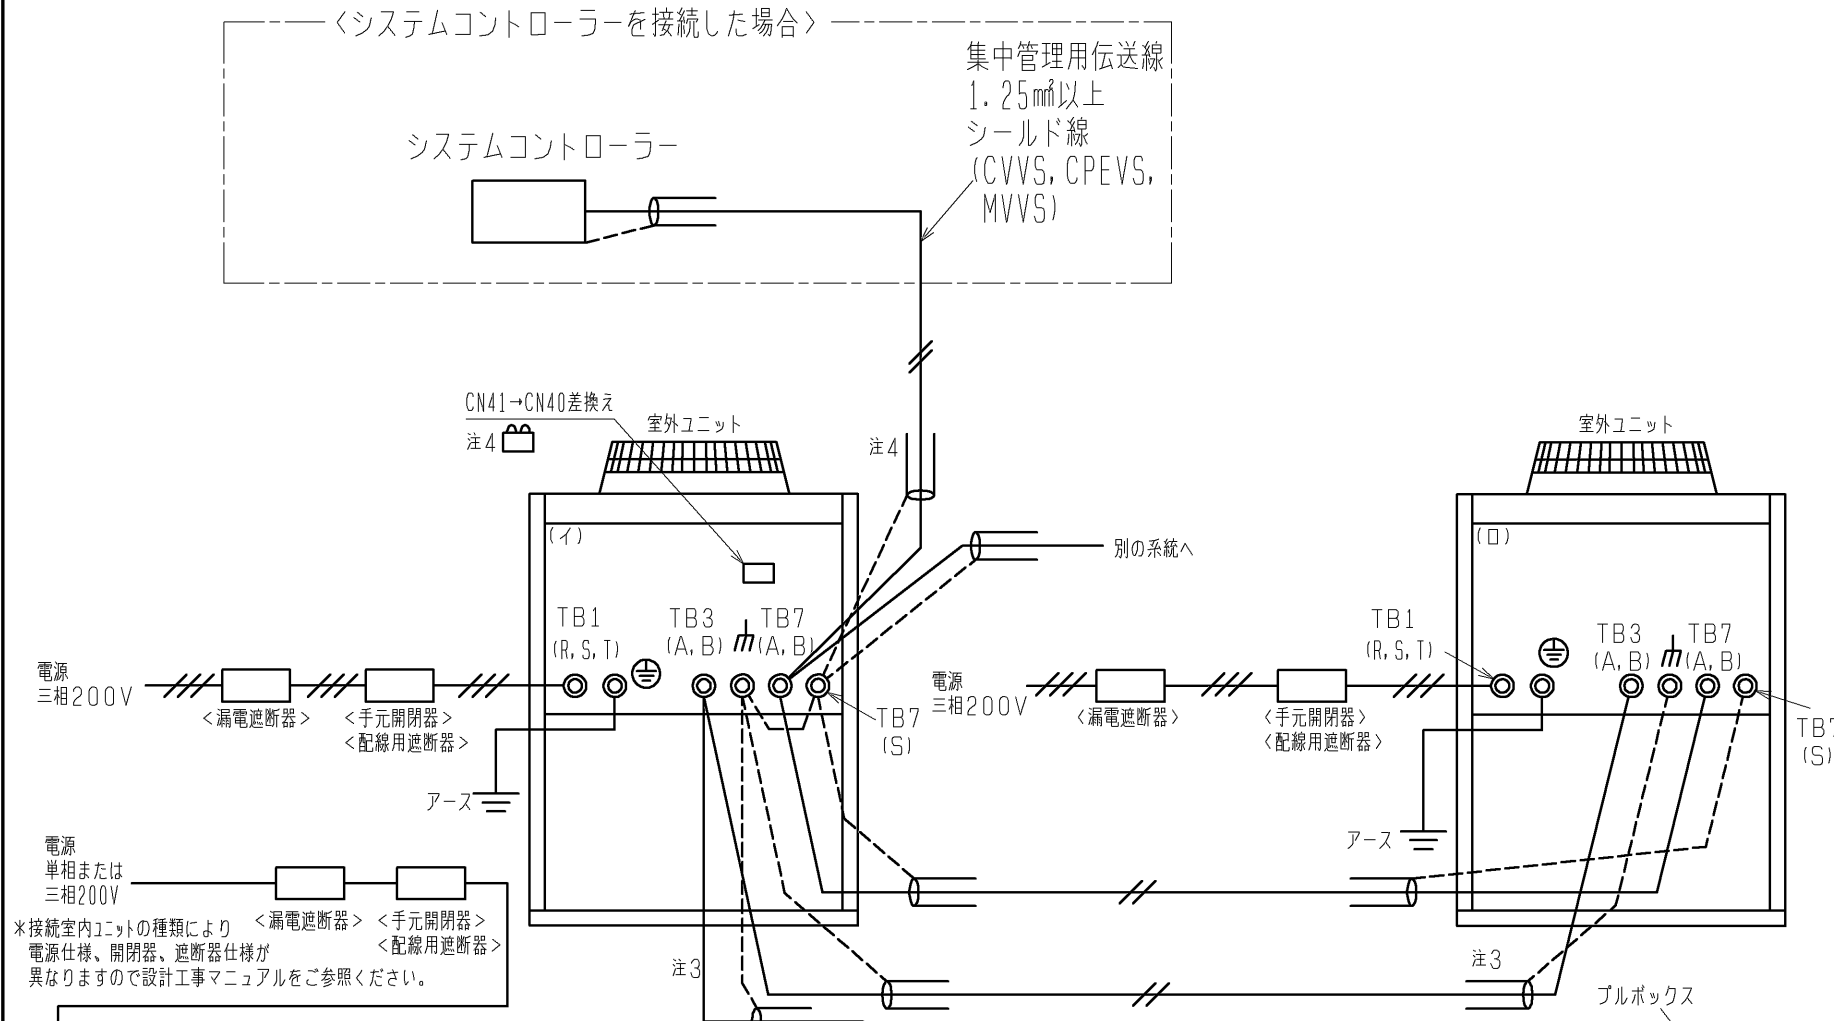 〈システムコントローラーを接続した場合〉
集中管理用伝送線
1.25㎟以上
シールド線
(CVVS, CPEVS,
MVVS)
システムコントローラー
CN41→CN40差換え
注4
室外ユニット
注4
室外ユニット
(イ)
別の系統へ
(ロ)
TB1
(R, S, T)
TB3
(A, B)
TB7
(A, B)
TB1
(R, S, T)
TB3
(A, B)
TB7
(A, B)
電源
三相200V
<漏電遮断器>
<手元開閉器>
<配線用遮断器>
TB7
(S)
電源
三相200V
<漏電遮断器>
<手元開閉器>
<配線用遮断器>
TB7
(S)
アース
アース
電源
単相または
三相200V
<漏電遮断器>
<手元開閉器>
<配線用遮断器>
*接続室内ユニットの種類により
電源仕様、開閉器、遮断器仕様が
異なりますので設計工事マニュアルをご参照ください。
注3
注3
プルボックス